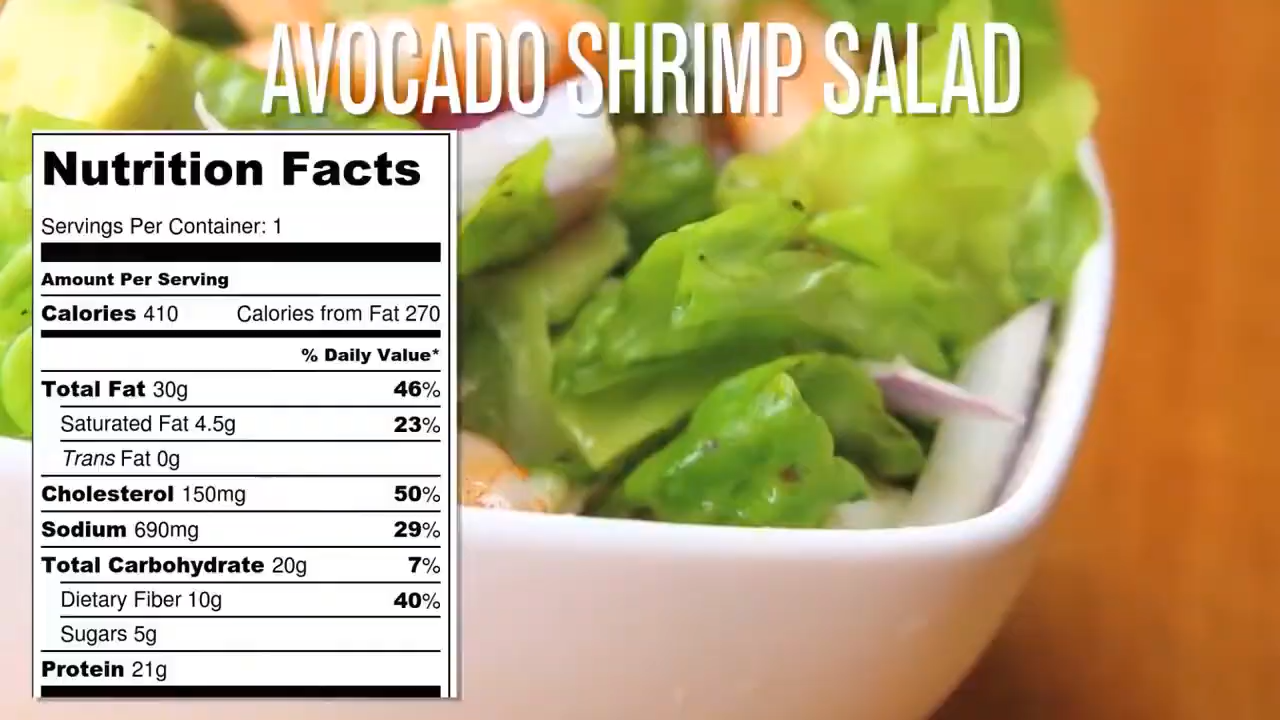 AVOCADO SHRIMP SALAD
Nutrition Facts
Servings Per Container: 1
Amount Per Serving
Calories 410 Calories from Fat 270
% Daily Value*
Total Fat 30g 46%
Saturated Fat 4.5g 23%
Trans Fat 0g
Cholesterol 150mg 50%
Sodium 690mg 29%
Total Carbohydrate 20g 7%
Dietary Fiber 10g 40%
Sugars 5g
Protein 21g